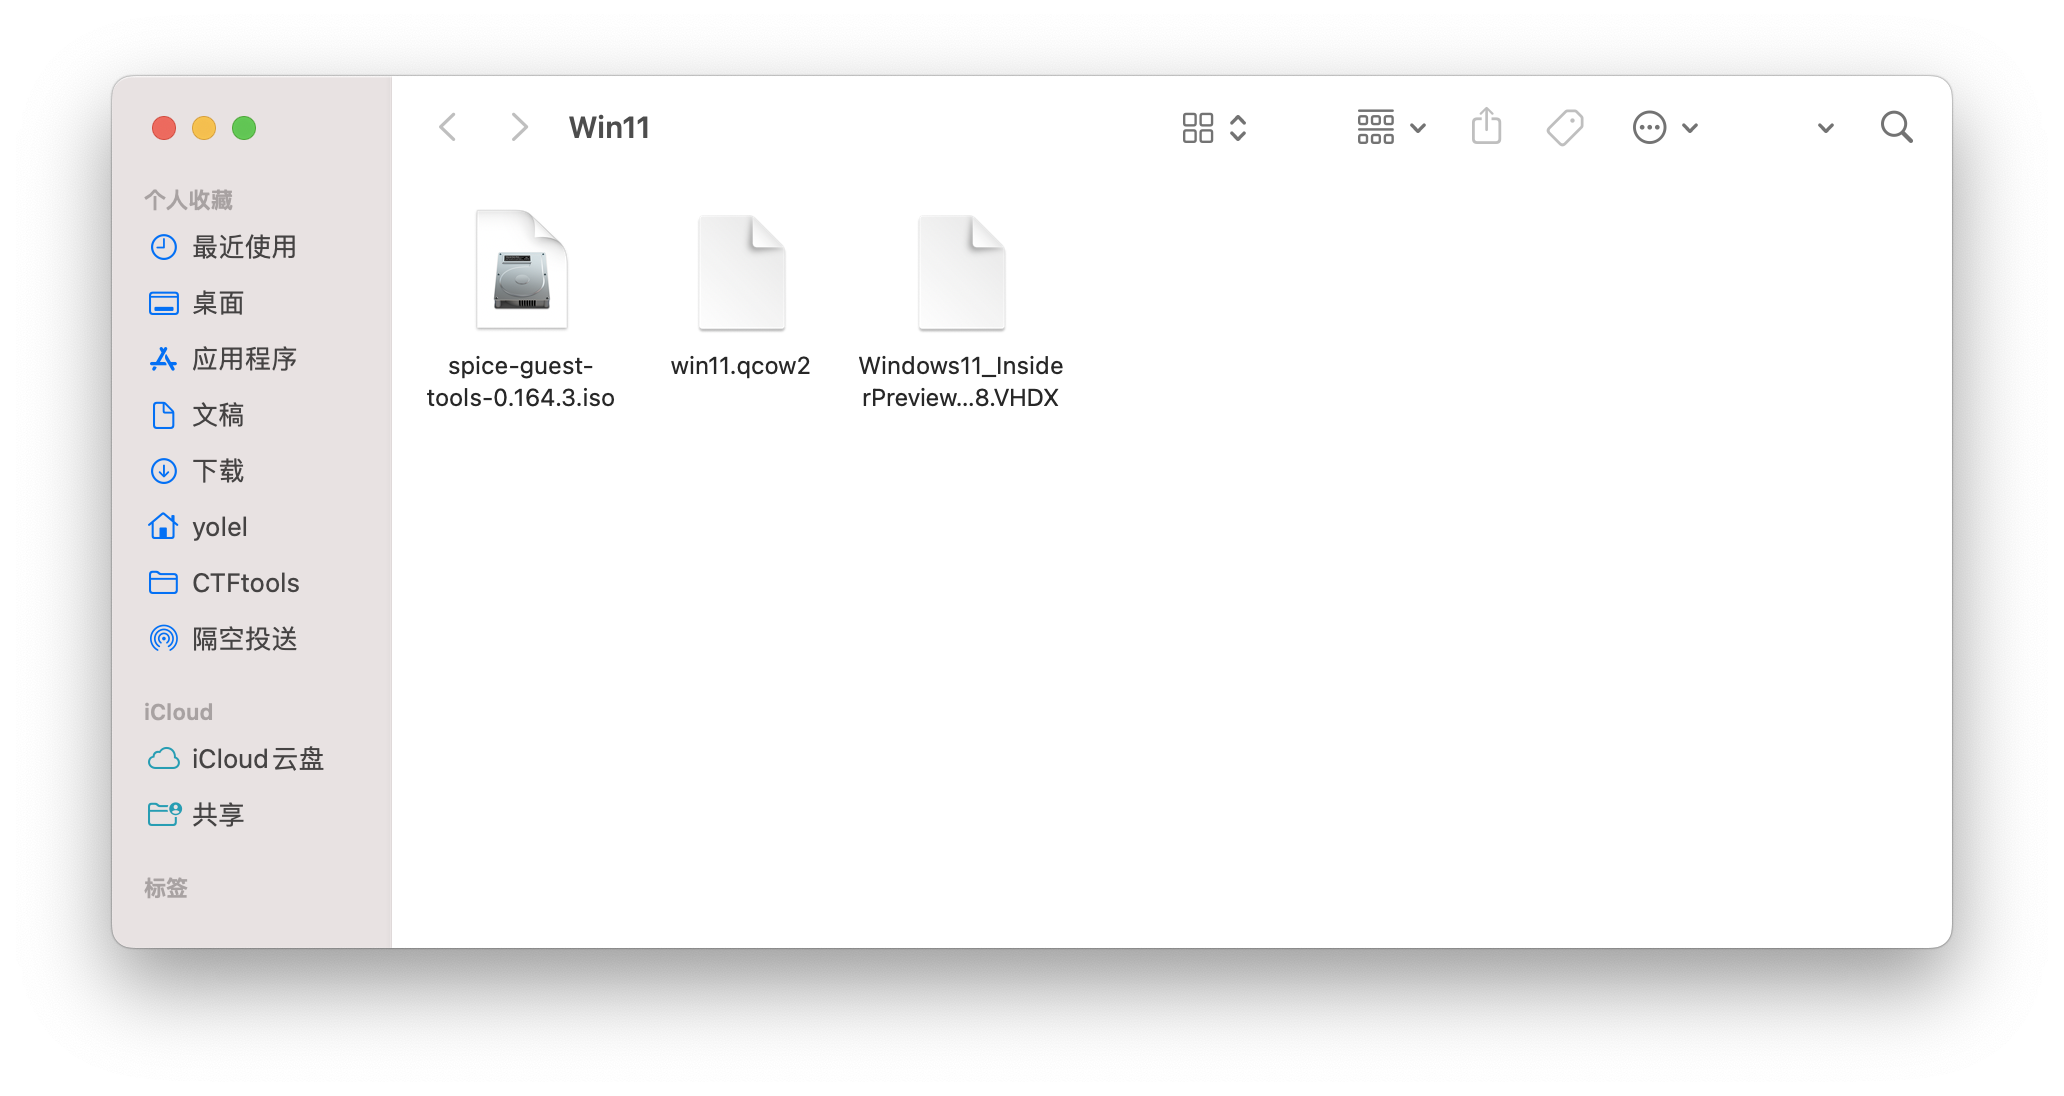 Win11
个人收藏
最近使用
桌面
应用程序
文稿
下载
yolel
CTFtools
隔空投送
iCloud
iCloud云盘
共享
标签
spice-guest-
tools-0.164.3.iso
win11.qcow2
Windows11_Inside
rPreview...8.VHDX